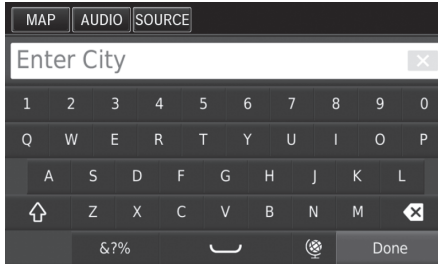 MAP AUDIO SOURCE
Enter City
1 2 3 4 5 6 7 8 9 0
Q W E R T Y U I O P
A S D F G H J K L
Z X C V B N M
&?% Done